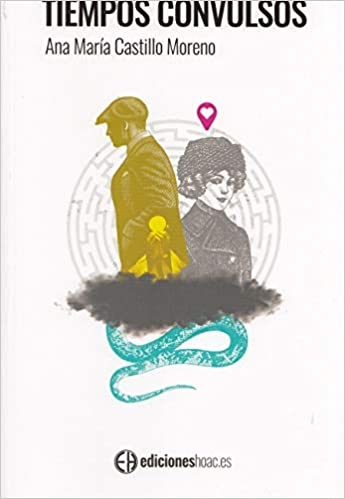 TIEMPOS CONVULSOS
Ana María Castillo Moreno
EH edicioneshoac.es